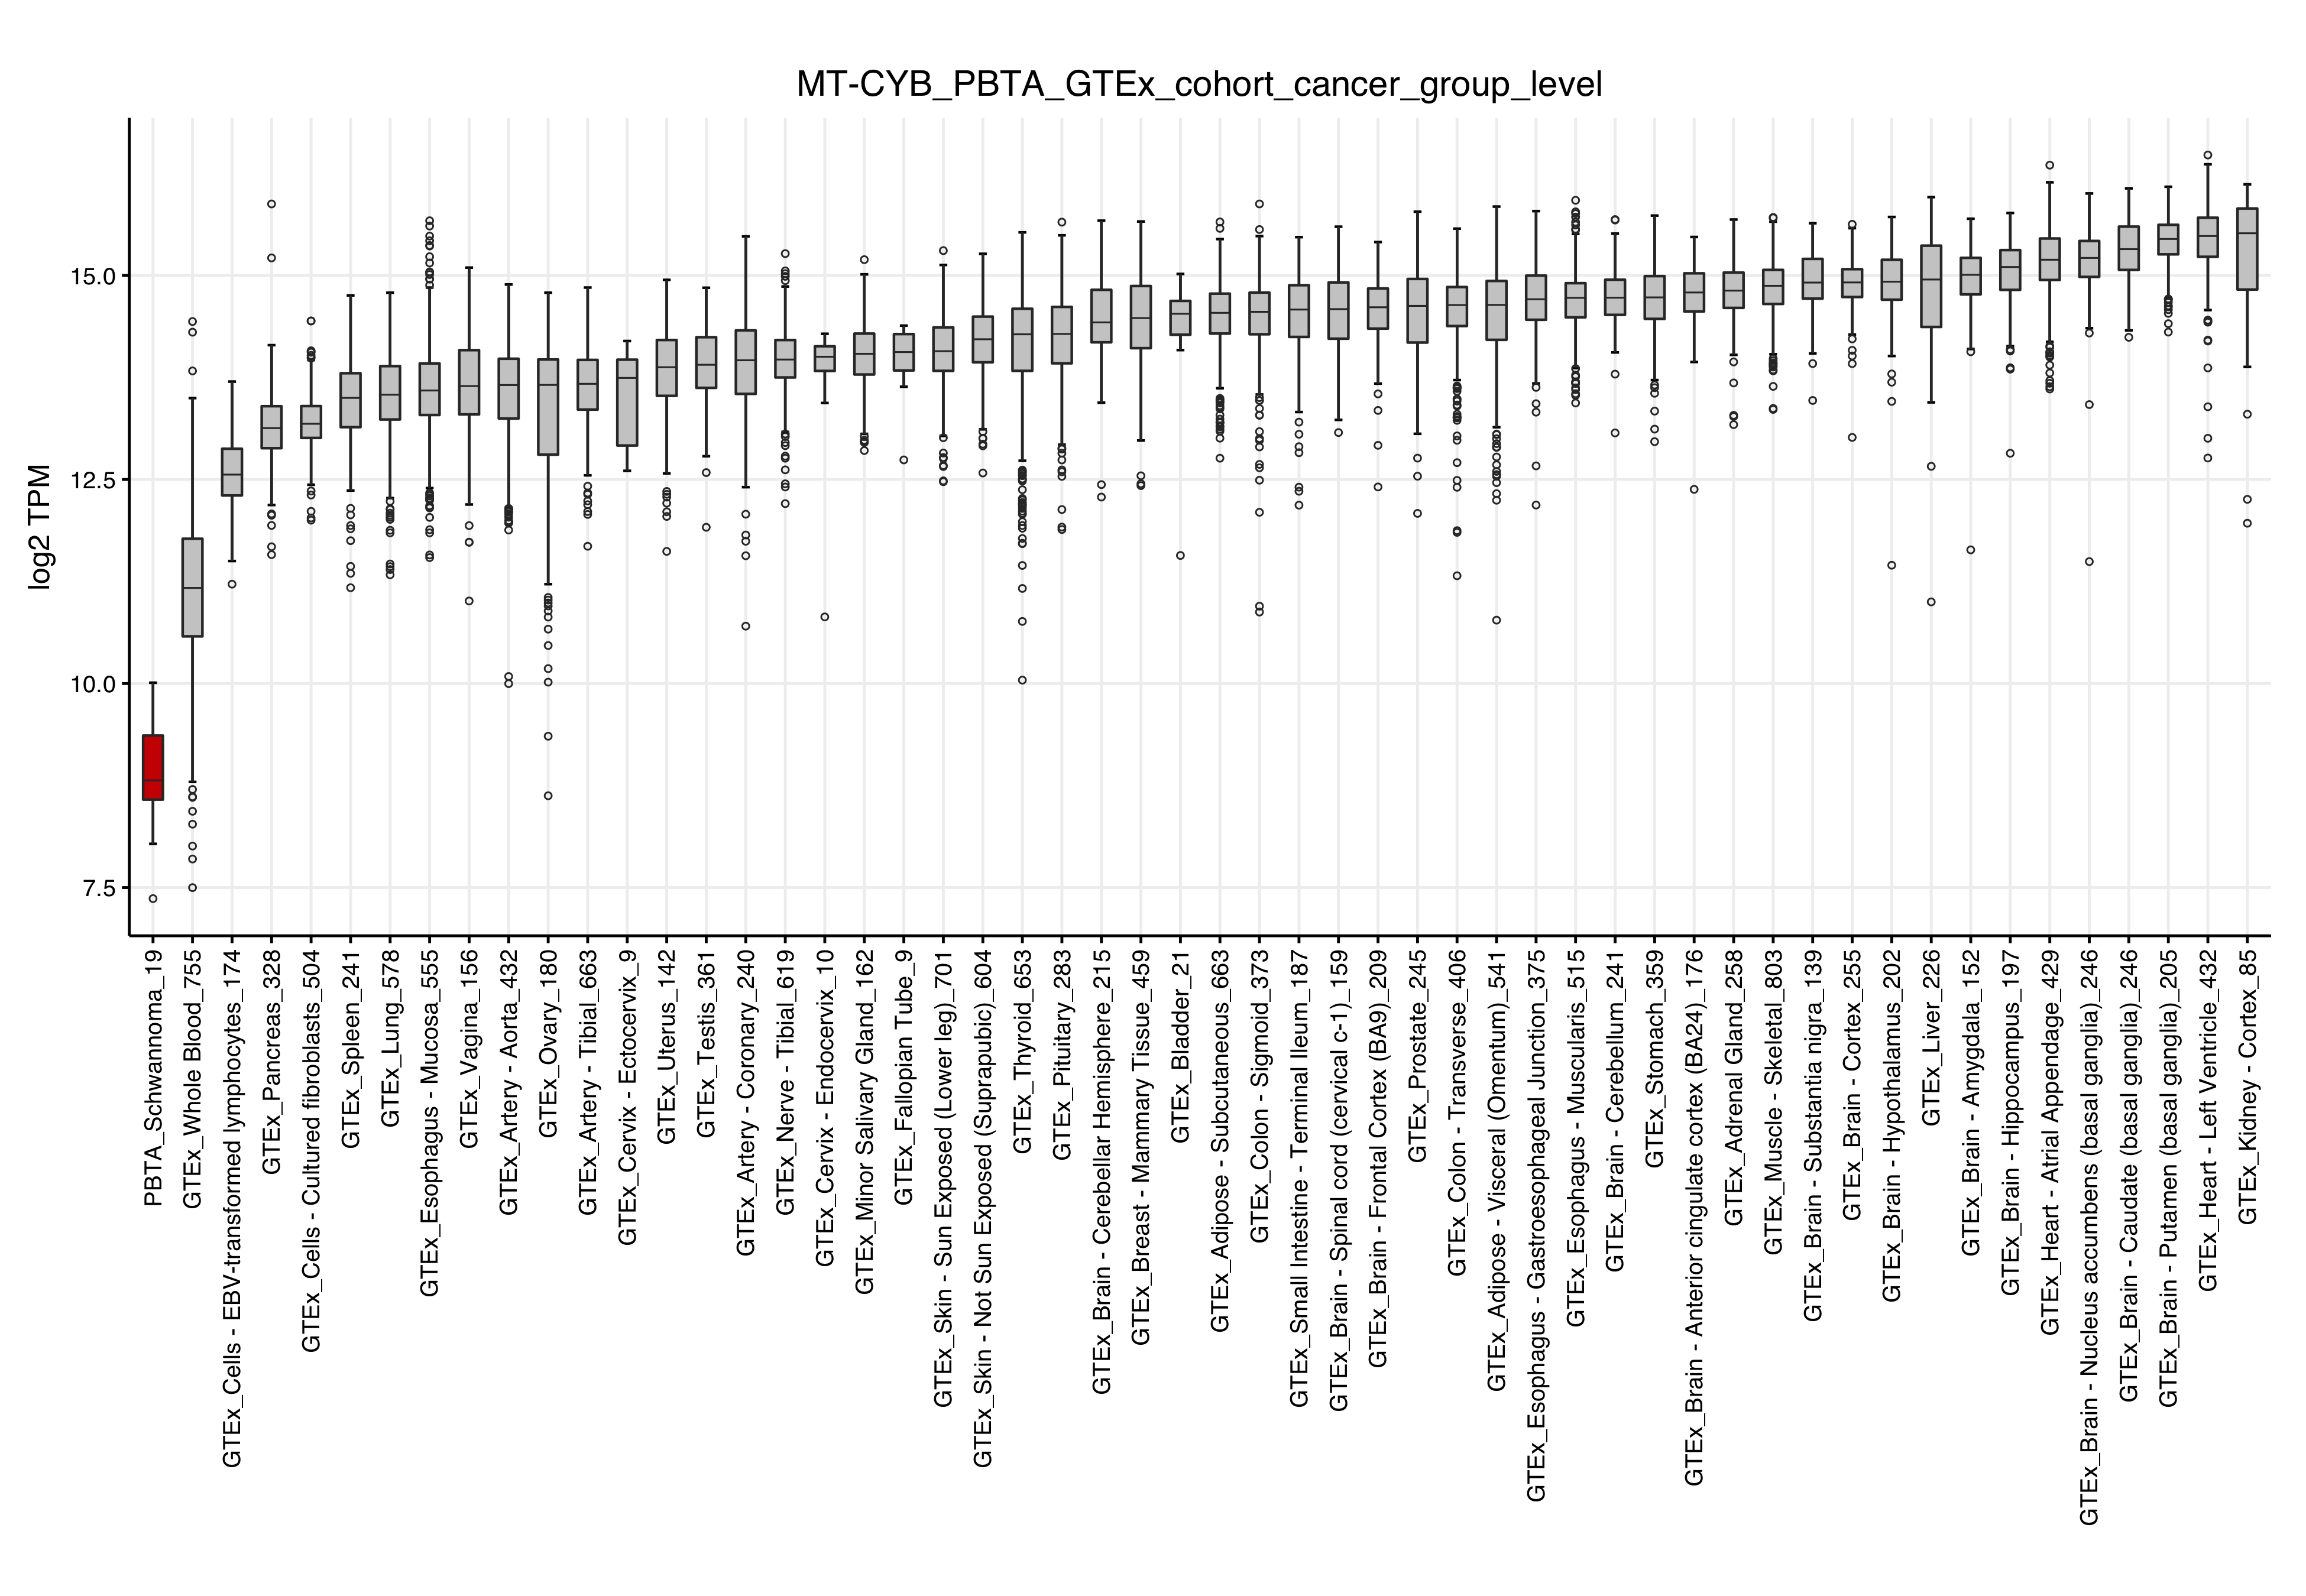 MT-CYB_PBTA_GTEx_cohort_cancer_group_level
log2 TPM
15.0
12.5
10.0
7.5
PBTA_Schwannoma_19
GTEx_Whole Blood_755
GTEx_Cells - EBV-transformed lymphocytes_174
GTEx_Pancreas_328
GTEx_Cells - Cultured fibroblasts_504
GTEx_Spleen_241
GTEx_Lung_578
GTEx_Esophagus - Mucosa_555
GTEx_Vagina_156
GTEx_Artery - Aorta_432
GTEx_Ovary_180
GTEx_Artery - Tibial_663
GTEx_Cervix - Ectocervix_9
GTEx_Uterus_142
GTEx_Testis_361
GTEx_Artery - Coronary_240
GTEx_Nerve - Tibial_619
GTEx_Cervix - Endocervix_10
GTEx_Minor Salivary Gland_162
GTEx_Fallopian Tube_9
GTEx_Skin - Sun Exposed (Lower leg)_701
GTEx_Skin - Not Sun Exposed (Suprapubic)_604
GTEx_Thyroid_653
GTEx_Pituitary_283
GTEx_Brain - Cerebellar Hemisphere_215
GTEx_Breast - Mammary Tissue_459
GTEx_Bladder_21
GTEx_Adipose - Subcutaneous_663
GTEx_Colon - Sigmoid_373
GTEx_Small Intestine - Terminal Ileum_187
GTEx_Brain - Spinal cord (cervical c-1)_159
GTEx_Brain - Frontal Cortex (BA9)_209
GTEx_Prostate_245
GTEx_Colon - Transverse_406
GTEx_Adipose - Visceral (Omentum)_541
GTEx_Esophagus - Gastroesophageal Junction_375
GTEx_Esophagus - Muscularis_515
GTEx_Brain - Cerebellum_241
GTEx_Stomach_359
GTEx_Brain - Anterior cingulate cortex (BA24)_176
GTEx_Adrenal Gland_258
GTEx_Muscle - Skeletal_803
GTEx_Brain - Substantia nigra_139
GTEx_Brain - Cortex_255
GTEx_Brain - Hypothalamus_202
GTEx_Liver_226
GTEx_Brain - Amygdala_152
GTEx_Brain - Hippocampus_197
GTEx_Heart - Atrial Appendage_429
GTEx_Brain - Nucleus accumbens (basal ganglia)_246
GTEx_Brain - Caudate (basal ganglia)_246
GTEx_Brain - Putamen (basal ganglia)_205
GTEx_Heart - Left Ventricle_432
GTEx_Kidney - Cortex_85